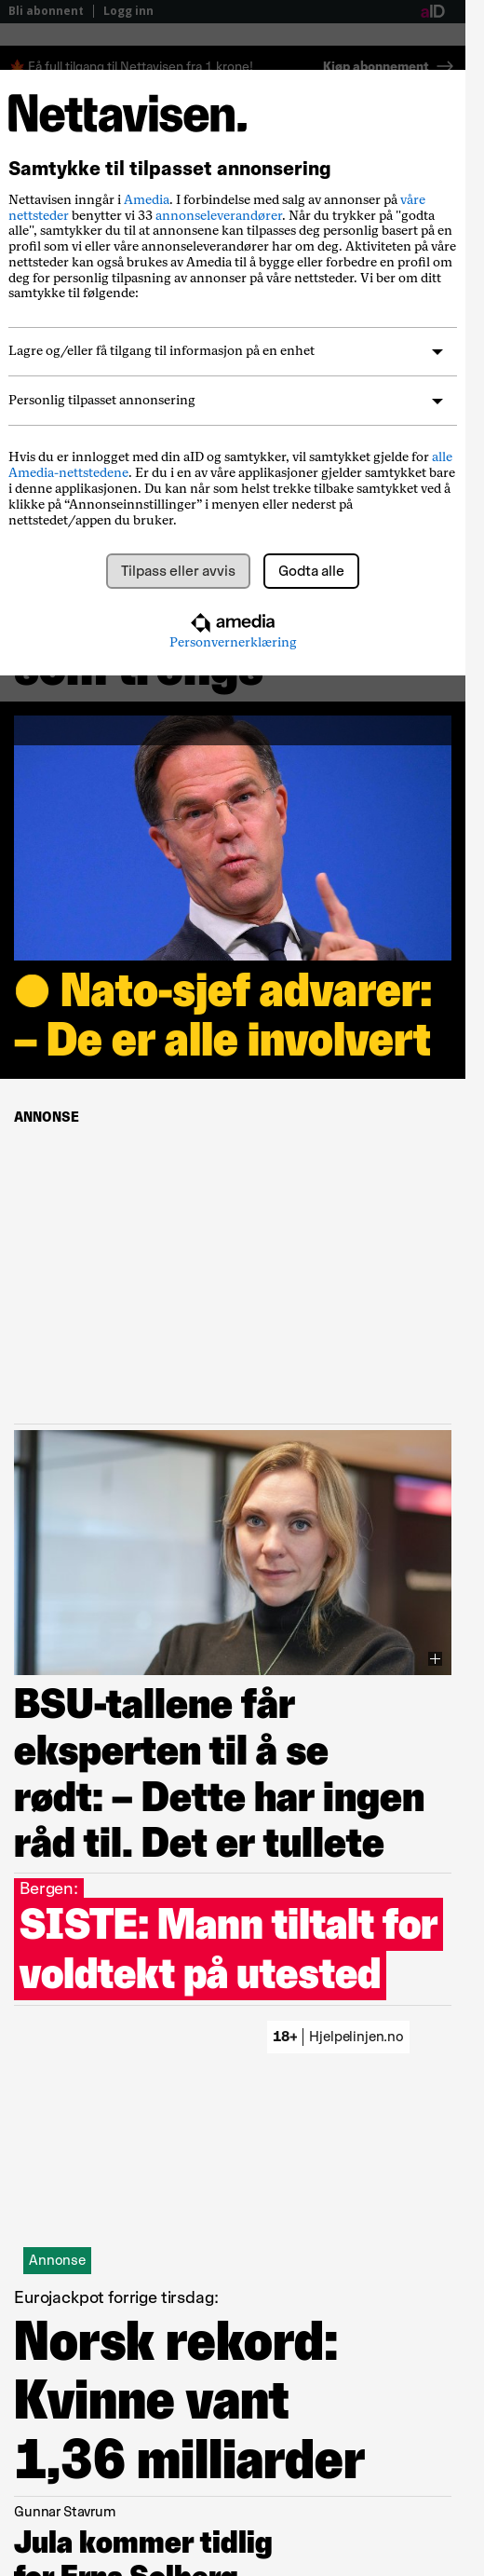 Bli abonnent | Logg inn
aID
Få full tilgang til Nettavisen fra 1 krone!
Kjøp abonnement →
Nettavisen.
Samtykke til tilpasset annonsering
Nettavisen inngår i Amedia. I forbindelse med salg av annonser på våre
nettsteder benytter vi 33 annonseleverandører. Når du trykker på "godta
alle", samtykker du til at annonsene kan tilpasses deg personlig basert på en
profil som vi eller våre annonseleverandører har om deg. Aktiviteten på våre
nettsteder kan også brukes av Amedia til å bygge eller forbedre en profil om
deg for personlig tilpasning av annonser på våre nettsteder. Vi ber om ditt
samtykke til følgende:
Lagre og/eller få tilgang til informasjon på en enhet
Personlig tilpasset annonsering
Hvis du er innlogget med din aID og samtykker, vil samtykket gjelde for alle
Amedia-nettstedene. Er du i en av våre applikasjoner gjelder samtykket bare
i denne applikasjonen. Du kan når som helst trekke tilbake samtykket ved å
klikke på “Annonseinnstillinger” i menyen eller nederst på
nettstedet/appen du bruker.
Tilpass eller avvis
Godta alle
amedia
Personvernerklæring
som trengs
Nato-sjef advarer:
– De er alle involvert
ANNONSE
BSU-tallene får
eksperten til å se
rødt: – Dette har ingen
råd til. Det er tullete
Bergen:
SISTE: Mann tiltalt for
voldtekt på utested
18+ | Hjelpelinjen.no
Annonse
Eurojackpot forrige tirsdag:
Norsk rekord:
Kvinne vant
1,36 milliarder
Gunnar Stavrum
Jula kommer tidlig
for Erna Solberg